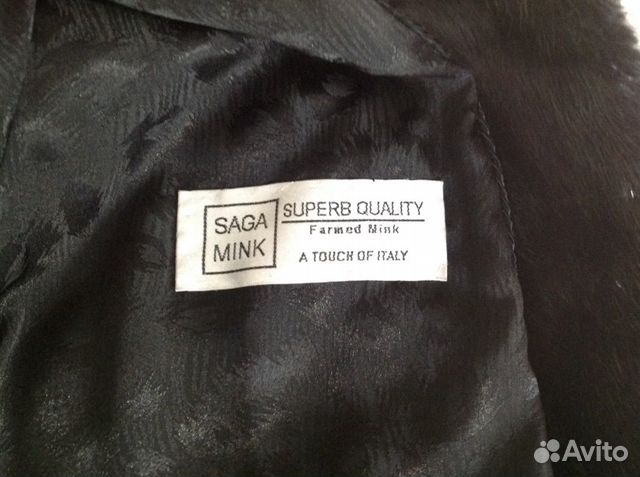 SAGA
MINK
SUPERB QUALITY
Farmed Mink
A TOUCH OF ITALY
Avito